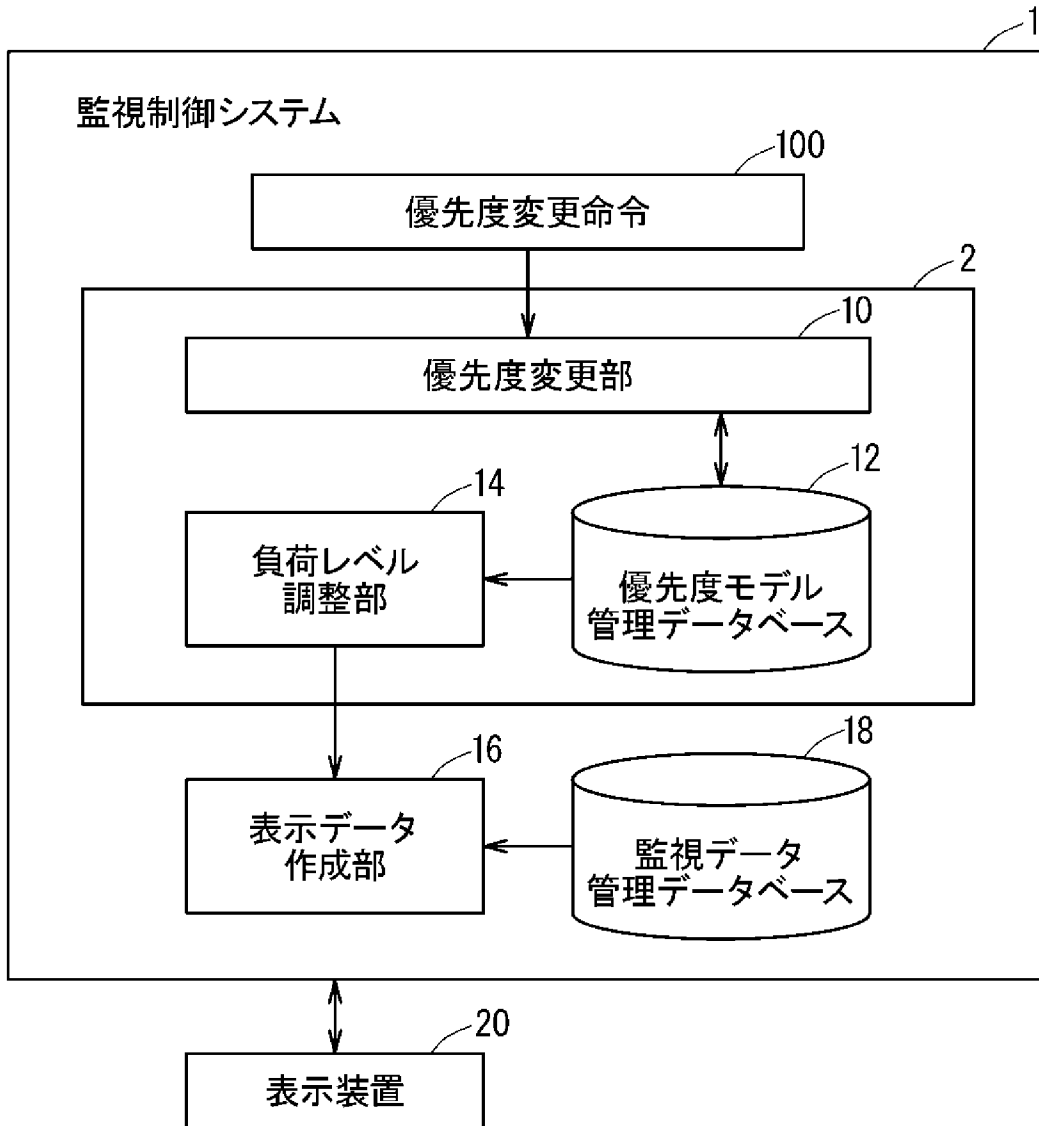 1
監視制御システム
100
優先度変更命令
2
10
優先度変更部
14
12
負荷レベル
調整部
優先度モデル
管理データベース
16
18
表示データ
作成部
監視データ
管理データベース
20
表示装置